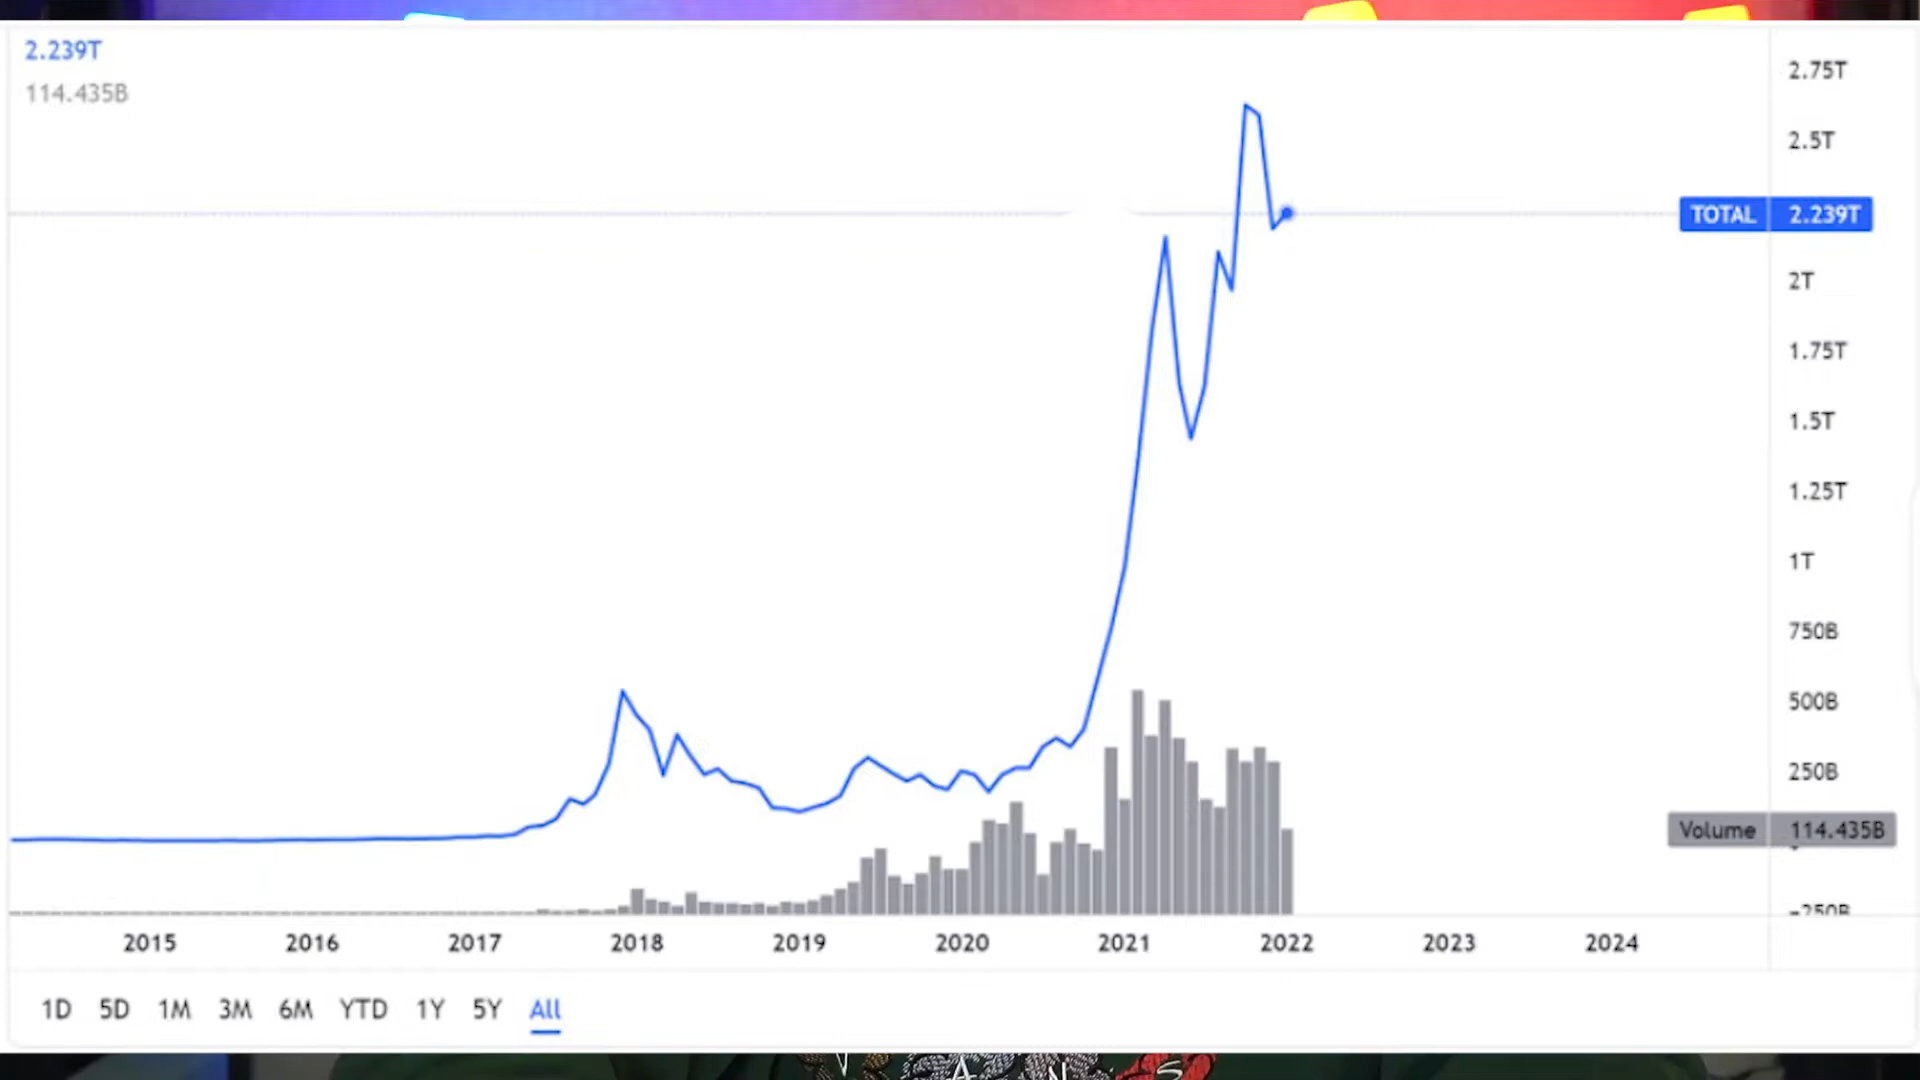 2.239T
114.435B
2.75T
2.5T
TOTAL 2.239T
2T
1.75T
1.5T
1.25T
1T
750B
500B
250B
Volume 114.435B
-250B
2015 2016 2017 2018 2019 2020 2021 2022 2023 2024
1D 5D 1M 3M 6M YTD 1Y 5Y All